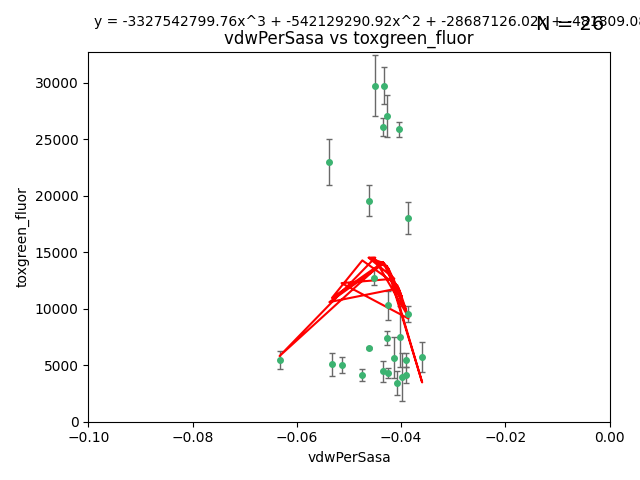 y = -3327542799.76x^3 + -542129290.92x^2 + -28687126.02x + -481809.08
N = 26
vdwPerSasa vs toxgreen_fluor
30000
25000
20000
15000
10000
5000
0
toxgreen_fluor
−0.10 −0.08 −0.06 −0.04 −0.02 0.00
vdwPerSasa